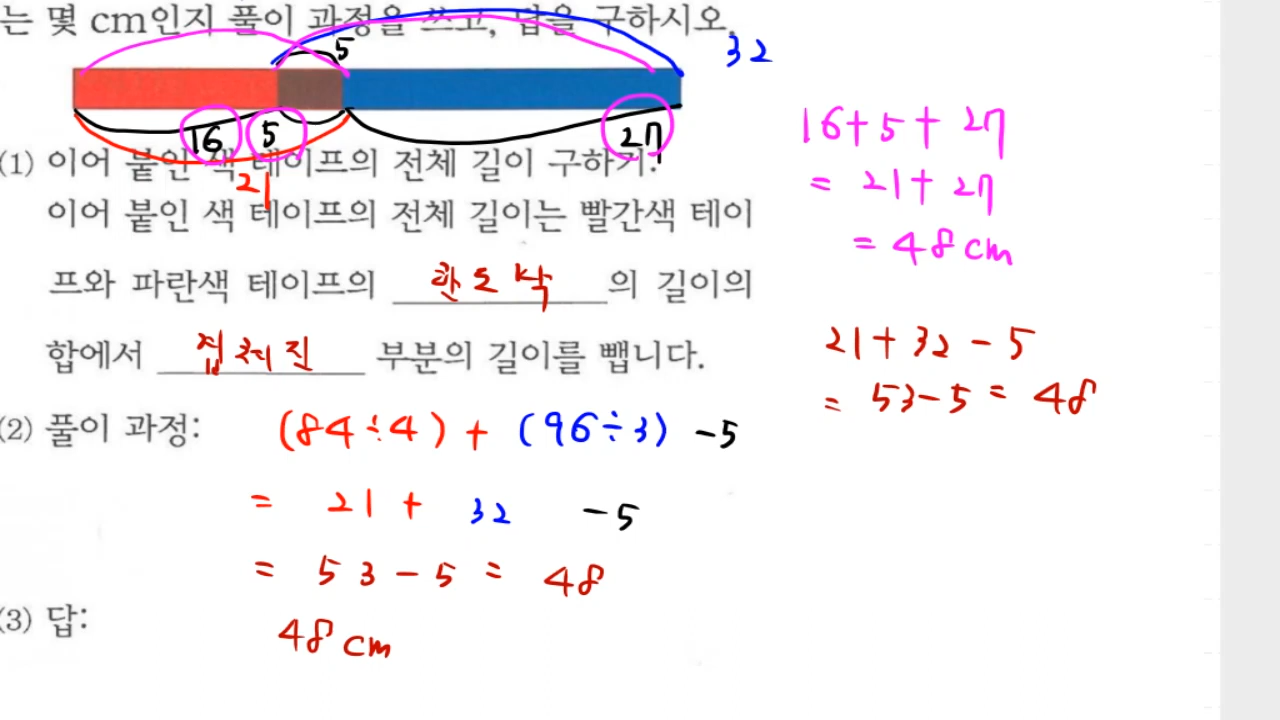 는 몇 cm인지 풀이 과정을 쓰고, 답을 구하시오.
5
32
16 5 27
21
(1) 이어 붙인 색 테이프의 전체 길이 구하기:
이어 붙인 색 테이프의 전체 길이는 빨간색 테이
프와 파란색 테이프의 한 도막 의 길이의
합에서 겹쳐진 부분의 길이를 뺍니다.
(2) 풀이 과정: (84÷4) + (96÷3) -5
= 21 + 32 -5
= 53 - 5 = 48
(3) 답: 48 cm
16+5+27
= 21+27
= 48 cm
21+32-5
= 53-5 = 48